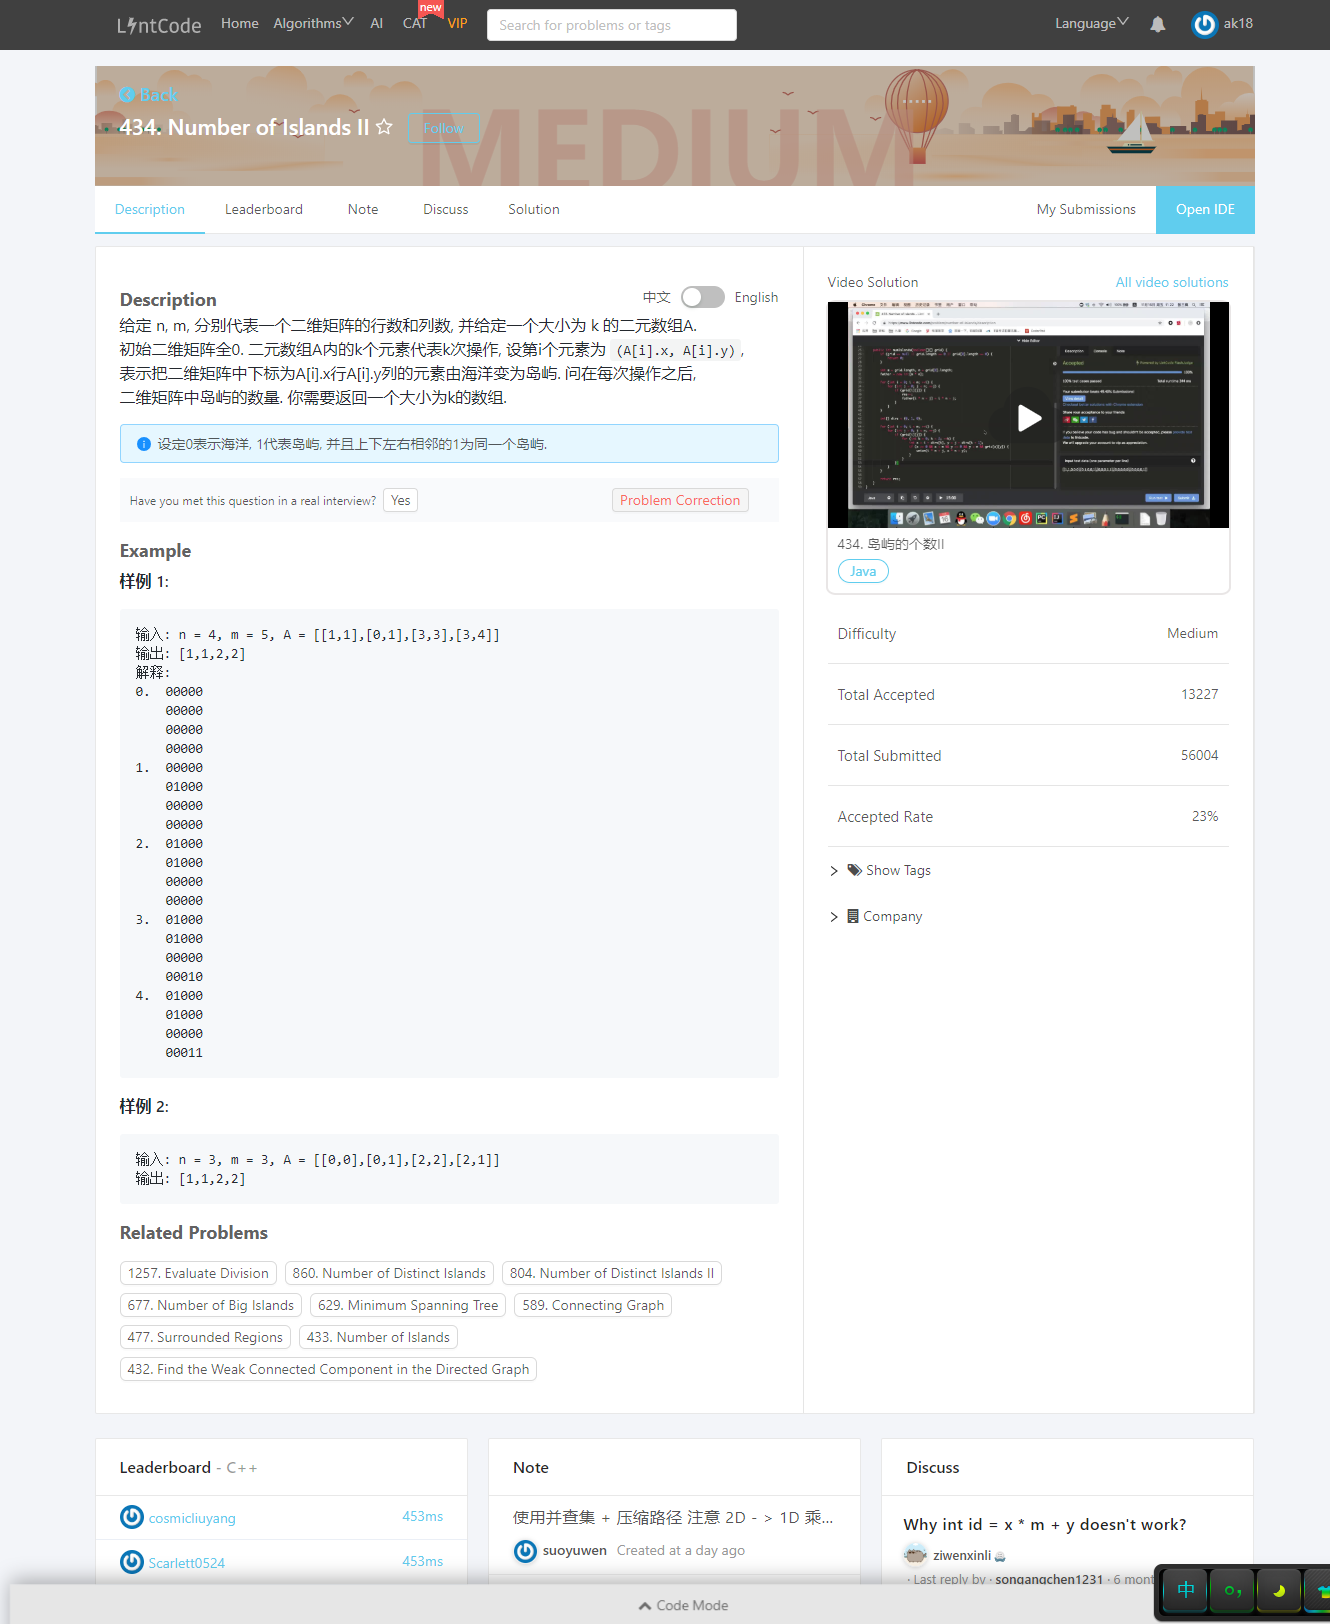 LintCode
Home
Algorithms
AI
CAT
new
VIP
Search for problems or tags
Language
ak18
Back
434. Number of Islands II
Follow
MEDIUM
Description
Leaderboard
Note
Discuss
Solution
My Submissions
Open IDE
Description
中文
English
给定 n, m, 分别代表一个二维矩阵的行数和列数, 并给定一个大小为 k 的二元数组A.
初始二维矩阵全0. 二元数组A内的k个元素代表k次操作, 设第i个元素为 (A[i].x, A[i].y) ,
表示把二维矩阵中下标为A[i].x行A[i].y列的元素由海洋变为岛屿. 问在每次操作之后,
二维矩阵中岛屿的数量. 你需要返回一个大小为k的数组.
设定0表示海洋, 1代表岛屿, 并且上下左右相邻的1为同一个岛屿.
Have you met this question in a real interview?
Yes
Problem Correction
Example
样例 1:
输入: n = 4, m = 5, A = [[1,1],[0,1],[3,3],[3,4]]
输出: [1,1,2,2]
解释:
0.  00000
    00000
    00000
    00000
1.  00000
    01000
    00000
    00000
2.  01000
    01000
    00000
    00000
3.  01000
    01000
    00000
    00010
4.  01000
    01000
    00000
    00011
样例 2:
输入: n = 3, m = 3, A = [[0,0],[0,1],[2,2],[2,1]]
输出: [1,1,2,2]
Related Problems
1257. Evaluate Division
860. Number of Distinct Islands
804. Number of Distinct Islands II
677. Number of Big Islands
629. Minimum Spanning Tree
589. Connecting Graph
477. Surrounded Regions
433. Number of Islands
432. Find the Weak Connected Component in the Directed Graph
Video Solution
All video solutions
434. 岛屿的个数II
Java
Difficulty
Medium
Total Accepted
13227
Total Submitted
56004
Accepted Rate
23%
Show Tags
Company
Leaderboard - C++
cosmicliuyang
453ms
Scarlett0524
453ms
Note
使用并查集 + 压缩路径 注意 2D - > 1D 乘...
suoyuwen
Created at a day ago
Discuss
Why int id = x * m + y doesn't work?
ziwenxinli
· Last reply by · songangchen1231 · 6 mont
Code Mode
中